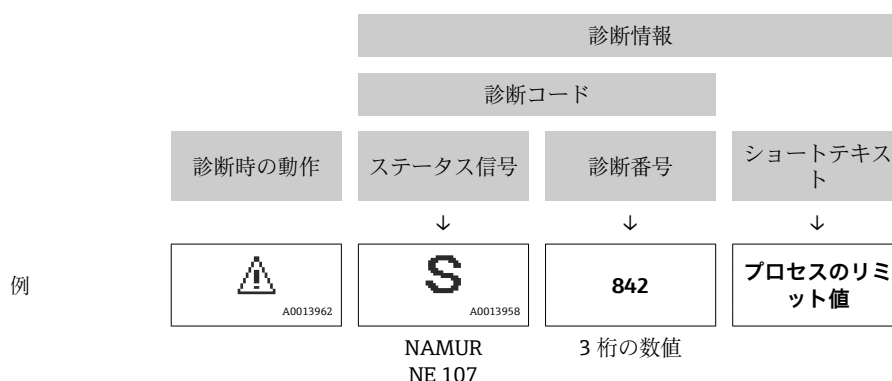 診断情報
診断コード
診断時の動作
ステータス信号
診断番号
ショートテキス
ト
↓
↓
↓
例
⚠
A0013962
S
A0013958
842
プロセスのリミ
ット値
NAMUR
NE 107
3 桁の数値